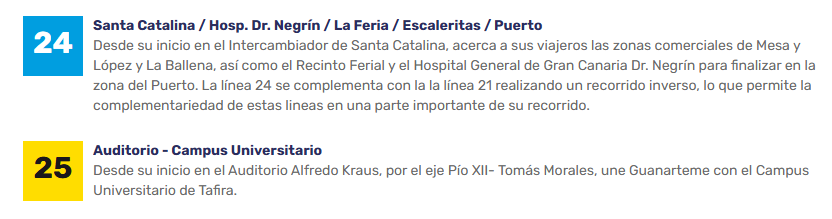 24
Santa Catalina / Hosp. Dr. Negrín / La Feria / Escaleritas / Puerto
Desde su inicio en el Intercambiador de Santa Catalina, acerca a sus viajeros las zonas comerciales de Mesa y
López y La Ballena, así como el Recinto Ferial y el Hospital General de Gran Canaria Dr. Negrín para finalizar en la
zona del Puerto. La línea 24 se complementa con la la línea 21 realizando un recorrido inverso, lo que permite la
complementariedad de estas lineas en una parte importante de su recorrido.
25
Auditorio - Campus Universitario
Desde su inicio en el Auditorio Alfredo Kraus, por el eje Pío XII- Tomás Morales, une Guanarteme con el Campus
Universitario de Tafira.